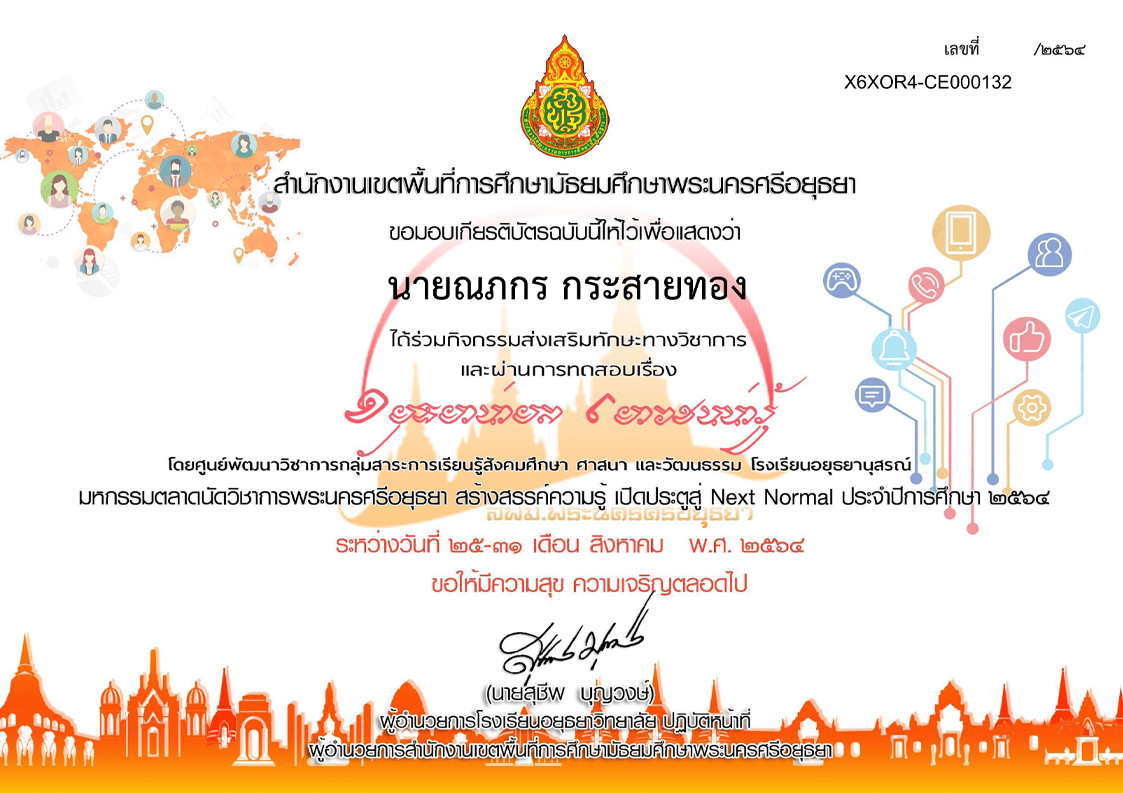 เลขที่ /๒๕๖๔
X6XOR4-CE000132
สำนักงานเขตพื้นที่การศึกษามัธยมศึกษาพระนครศรีอยุธยา
ขอมอบเกียรติบัตรฉบับนี้ให้ไว้เพื่อแสดงว่า
นายณภกร กระสายทอง
ได้ร่วมกิจกรรมส่งเสริมทักษะทางวิชาการ
และผ่านการทดสอบเรื่อง
โดยศูนย์พัฒนาวิชาการกลุ่มสาระการเรียนรู้สังคมศึกษา ศาสนา และวัฒนธรรม โรงเรียนอยุธยานุสรณ์
มหกรรมตลาดนัดวิชาการพระนครศรีอยุธยา สร้างสรรค์ความรู้ เปิดประตูสู่ Next Normal ประจำปีการศึกษา ๒๕๖๔
สพม.พระนครศรีอยุธยา
ระหว่างวันที่ ๒๕-๓๑ เดือน สิงหาคม พ.ศ. ๒๕๖๔
ขอให้มีความสุข ความเจริญตลอดไป
(นายสุชีพ บุญวงษ์)
ผู้อำนวยการโรงเรียนอยุธยาวิทยาลัย ปฏิบัติหน้าที่
ผู้อำนวยการสำนักงานเขตพื้นที่การศึกษามัธยมศึกษาพระนครศรีอยุธยา